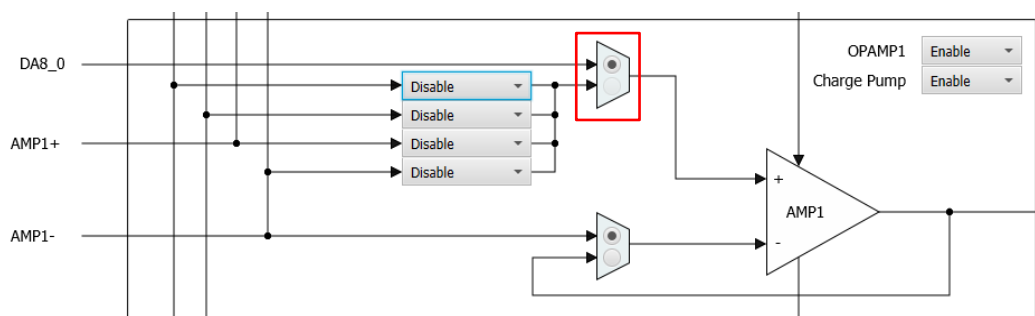 DA8_0
OPAMP1 Enable
Charge Pump Enable
Disable
Disable
AMP1+
Disable
Disable
+
AMP1
AMP1-
-